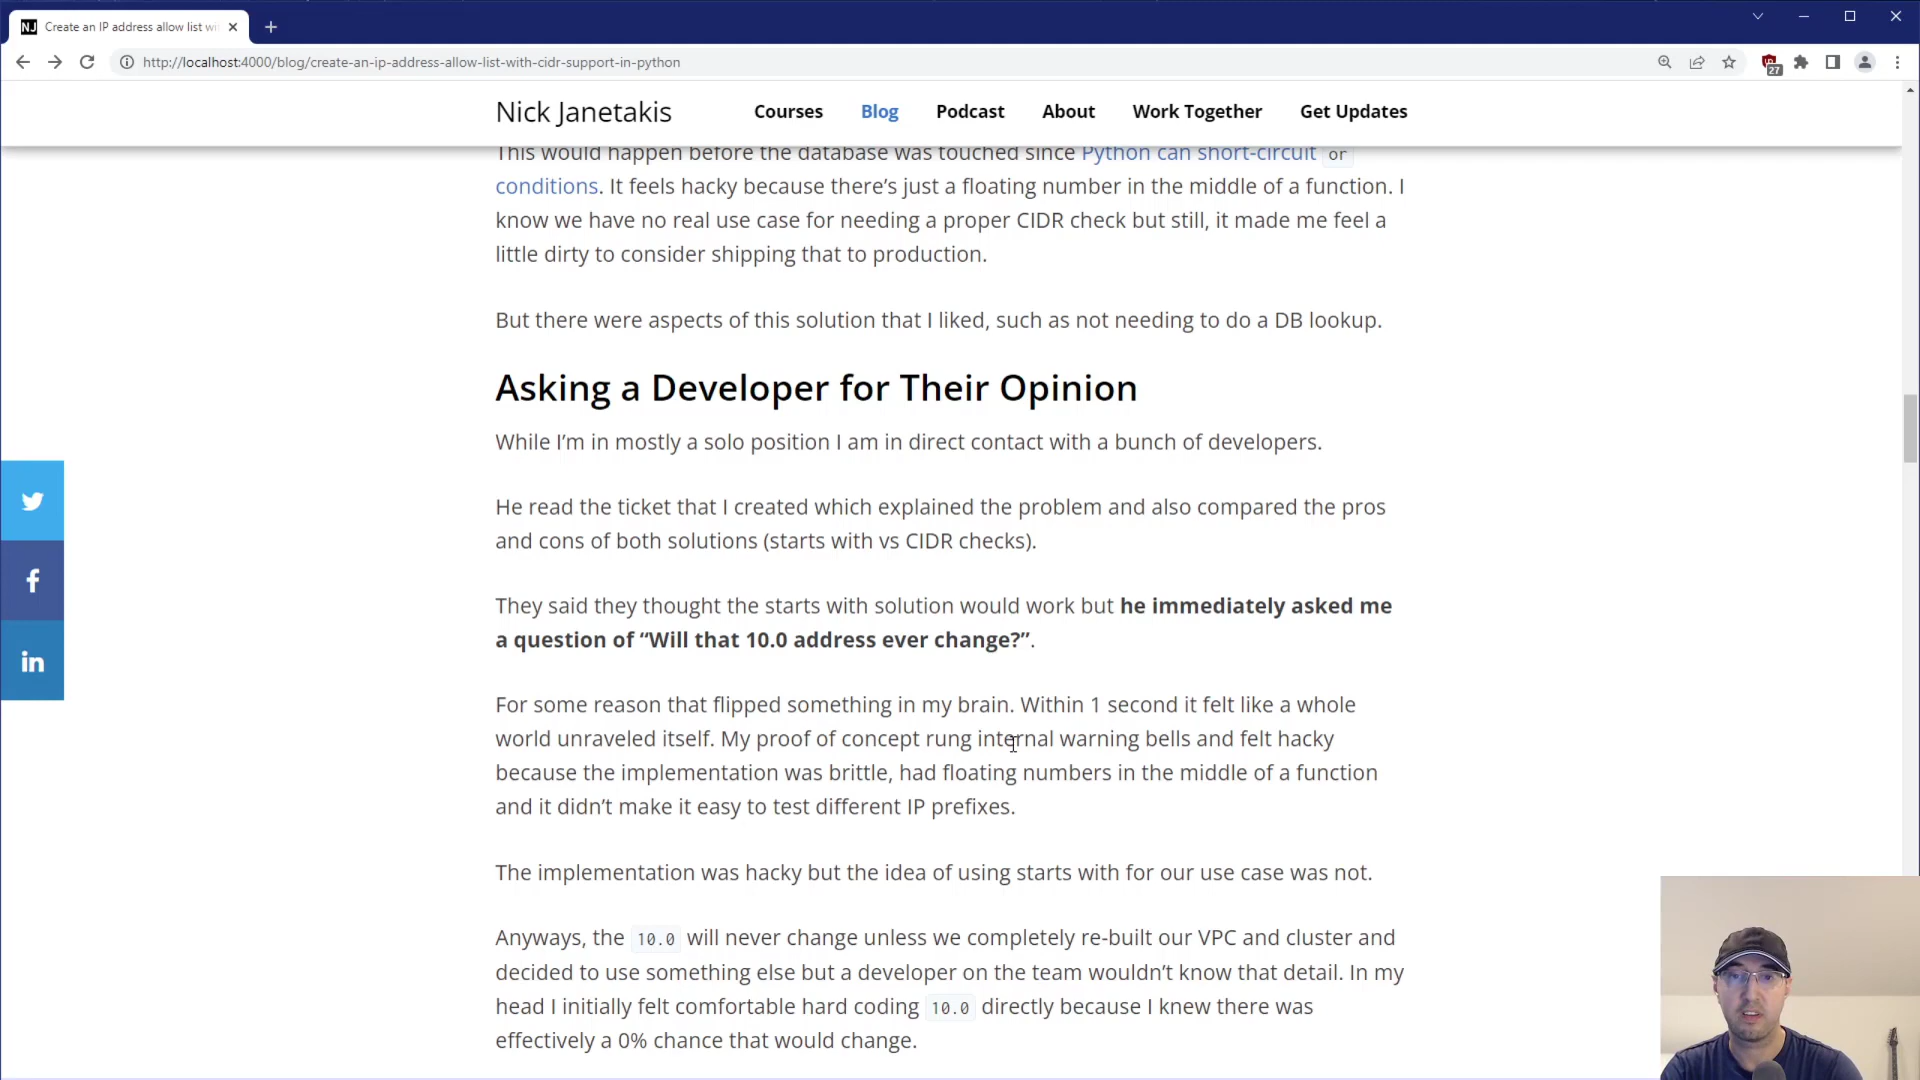 NJ Create an IP address allow list wi
http://localhost:4000/blog/create-an-ip-address-allow-list-with-cidr-support-in-python
27
Nick Janetakis Courses Blog Podcast About Work Together Get Updates
This would happen before the database was touched since Python can short-circuit or
conditions. It feels hacky because there’s just a floating number in the middle of a function. I
know we have no real use case for needing a proper CIDR check but still, it made me feel a
little dirty to consider shipping that to production.
But there were aspects of this solution that I liked, such as not needing to do a DB lookup.
Asking a Developer for Their Opinion
While I’m in mostly a solo position I am in direct contact with a bunch of developers.
He read the ticket that I created which explained the problem and also compared the pros
and cons of both solutions (starts with vs CIDR checks).
They said they thought the starts with solution would work but he immediately asked me
a question of “Will that 10.0 address ever change?”.
For some reason that flipped something in my brain. Within 1 second it felt like a whole
world unraveled itself. My proof of concept rung internal warning bells and felt hacky
because the implementation was brittle, had floating numbers in the middle of a function
and it didn’t make it easy to test different IP prefixes.
The implementation was hacky but the idea of using starts with for our use case was not.
Anyways, the 10.0 will never change unless we completely re-built our VPC and cluster and
decided to use something else but a developer on the team wouldn’t know that detail. In my
head I initially felt comfortable hard coding 10.0 directly because I knew there was
effectively a 0% chance that would change.